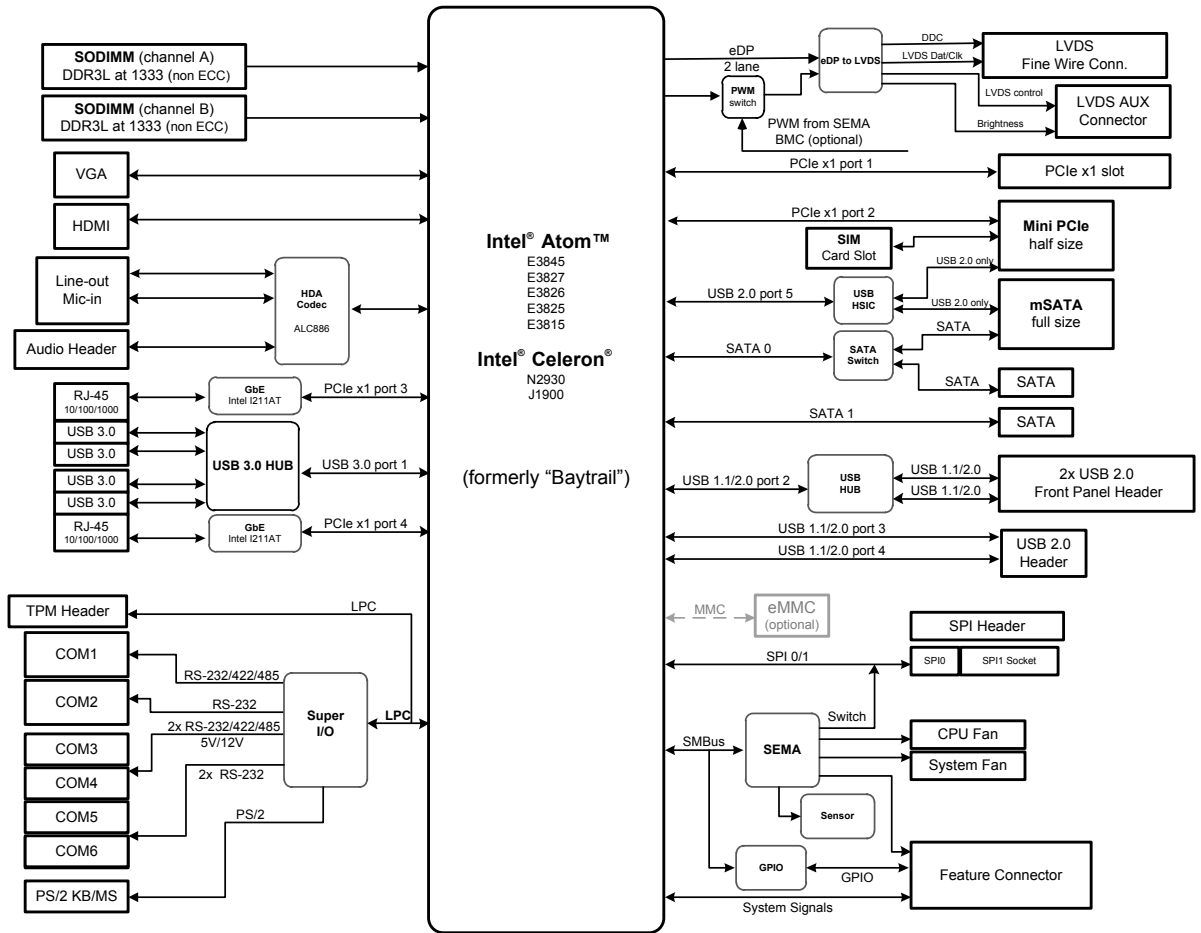 SODIMM (channel A)
DDR3L at 1333 (non ECC)
SODIMM (channel B)
DDR3L at 1333 (non ECC)
VGA
HDMI
Line-out
Mic-in
Audio Header
HDA
Codec
ALC886
RJ-45
10/100/1000
GbE
Intel I211AT
PCIe x1 port 3
USB 3.0
USB 3.0
USB 3.0
USB 3.0
USB 3.0 HUB
USB 3.0 port 1
RJ-45
10/100/1000
GbE
Intel I211AT
PCIe x1 port 4
TPM Header
LPC
COM1
RS-232/422/485
COM2
RS-232
2x RS-232/422/485
5V/12V
COM3
COM4
2x RS-232
COM5
COM6
PS/2
PS/2 KB/MS
Super
I/O
LPC
Intel® Atom™
E3845
E3827
E3826
E3825
E3815
Intel® Celeron®
N2930
J1900
(formerly “Baytrail”)
eDP
2 lane
eDP to LVDS
PWM
switch
PWM from SEMA
BMC (optional)
DDC
LVDS Dat/Clk
LVDS control
Brightness
LVDS
Fine Wire Conn.
LVDS AUX
Connector
PCIe x1 port 1
PCIe x1 slot
PCIe x1 port 2
Mini PCIe
half size
SIM
Card Slot
USB 2.0 only
USB 2.0 port 5
USB
HSIC
USB 2.0 only
mSATA
full size
SATA
SATA 0
SATA
Switch
SATA
SATA
SATA 1
SATA
USB 1.1/2.0 port 2
USB
HUB
USB 1.1/2.0
USB 1.1/2.0
2x USB 2.0
Front Panel Header
USB 1.1/2.0 port 3
USB 1.1/2.0 port 4
USB 2.0
Header
MMC
eMMC
(optional)
SPI Header
SPI 0/1
SPI0
SPI1 Socket
Switch
SMBus
SEMA
CPU Fan
System Fan
Sensor
GPIO
GPIO
Feature Connector
System Signals